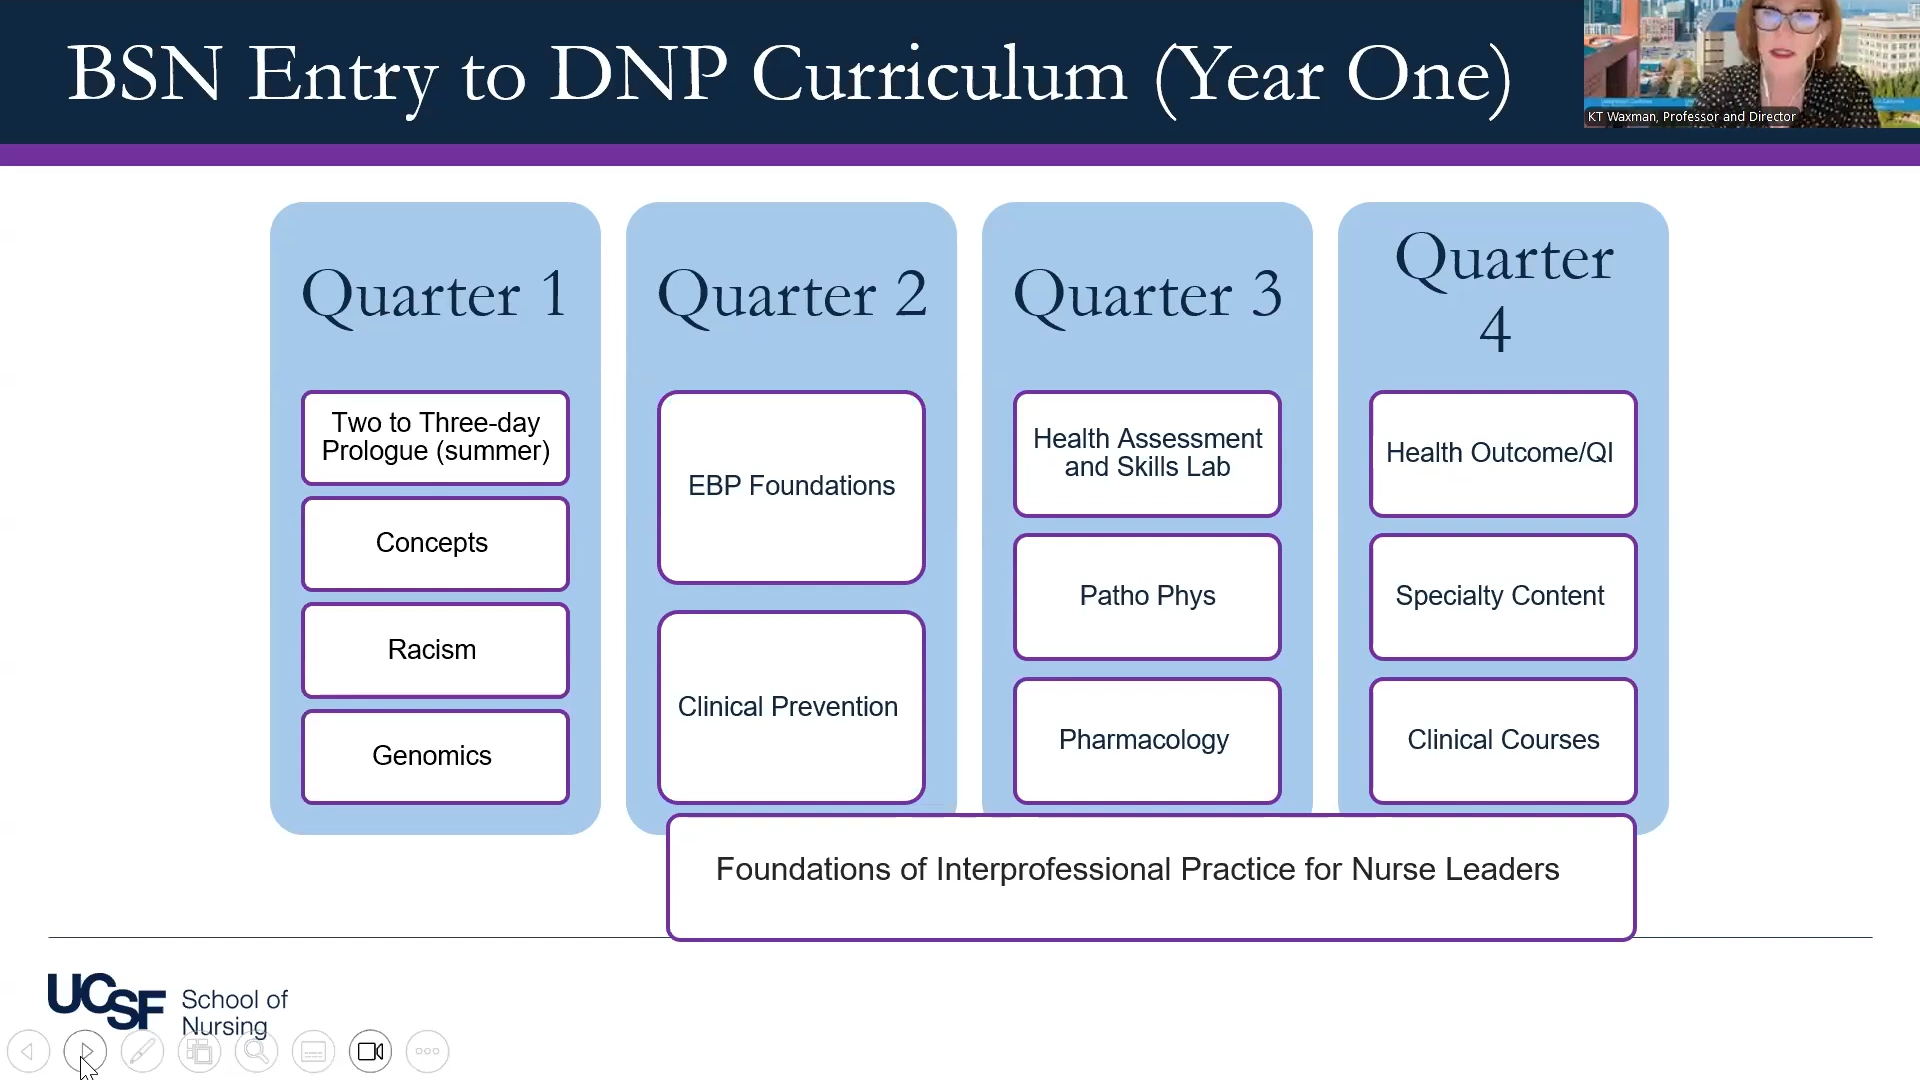 BSN Entry to DNP Curriculum (Year One)
KT Waxman, Professor and Director
Quarter 1
Two to Three-day
Prologue (summer)
Concepts
Racism
Genomics
Quarter 2
EBP Foundations
Clinical Prevention
Quarter 3
Health Assessment
and Skills Lab
Patho Phys
Pharmacology
Quarter
4
Health Outcome/QI
Specialty Content
Clinical Courses
Foundations of Interprofessional Practice for Nurse Leaders
UCSF School of
Nursing